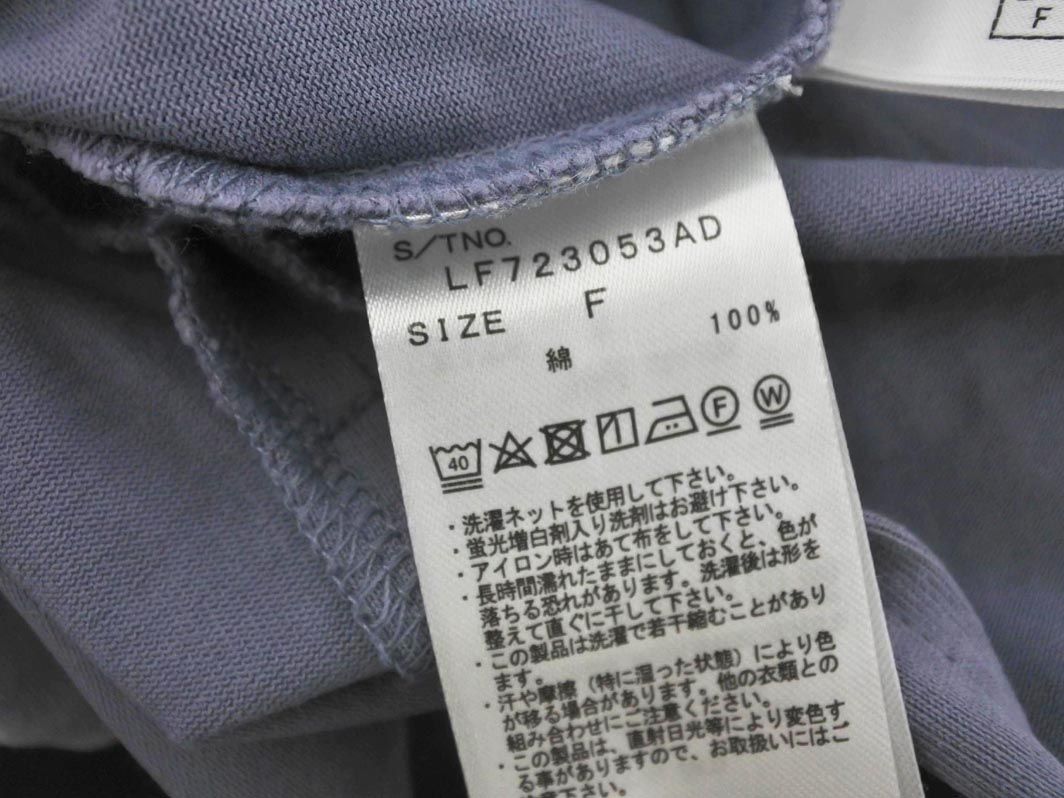 F
S/TNO.
LF723053AD
SIZE F
綿 100%
40 F W
・洗濯ネットを使用して下さい。
・蛍光増白剤入り洗剤はお避け下さい。
・アイロン時はあて布をして下さい。
・長時間濡れたままにしておくと、色が
落ちる恐れがあります。洗濯後は形を
整えて直ぐに干して下さい。
・この製品は洗濯で若干縮むことがあり
ます。
・汗や摩擦(特に湿った状態)により色
が移る場合があります。他の衣類との
組み合わせにご注意ください。
・この製品は、直射日光等により変色す
る事がありますので、お取扱いにはご
注意下さい。